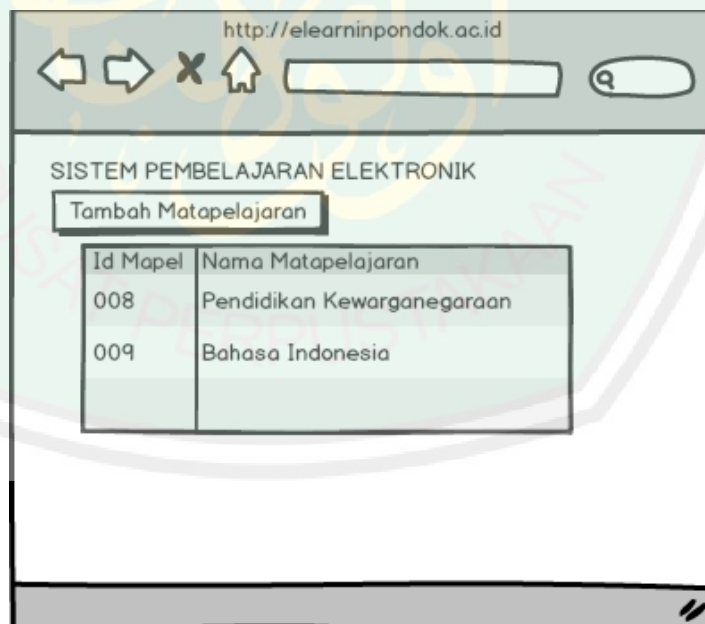 http://elearninpondok.ac.id
SISTEM PEMBELAJARAN ELEKTRONIK
Tambah Matapelajaran
Id Mapel Nama Matapelajaran
008 Pendidikan Kewarganegaraan
009 Bahasa Indonesia